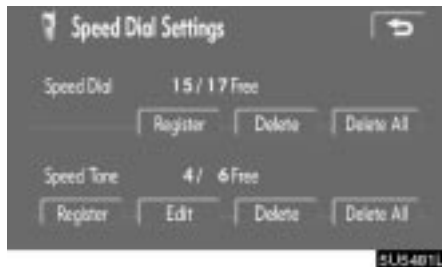 Speed Dial Settings
Speed Dial 15/17 Free
Register Delete Delete All
Speed Tone 4/ 6 Free
Register Edit Delete Delete All
5U5401L